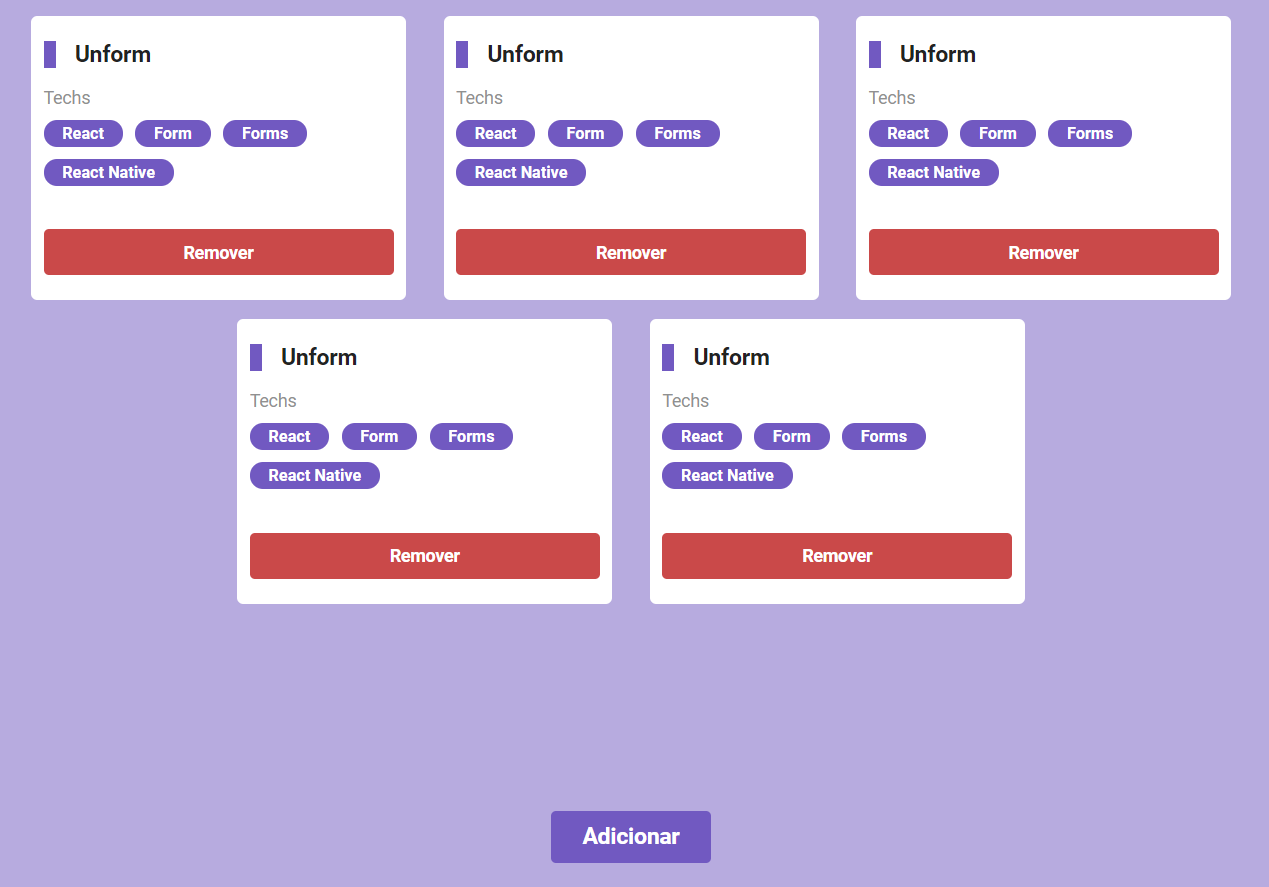 Unform
Techs
React Form Forms
React Native
Remover
Unform
Techs
React Form Forms
React Native
Remover
Unform
Techs
React Form Forms
React Native
Remover
Unform
Techs
React Form Forms
React Native
Remover
Unform
Techs
React Form Forms
React Native
Remover
Adicionar